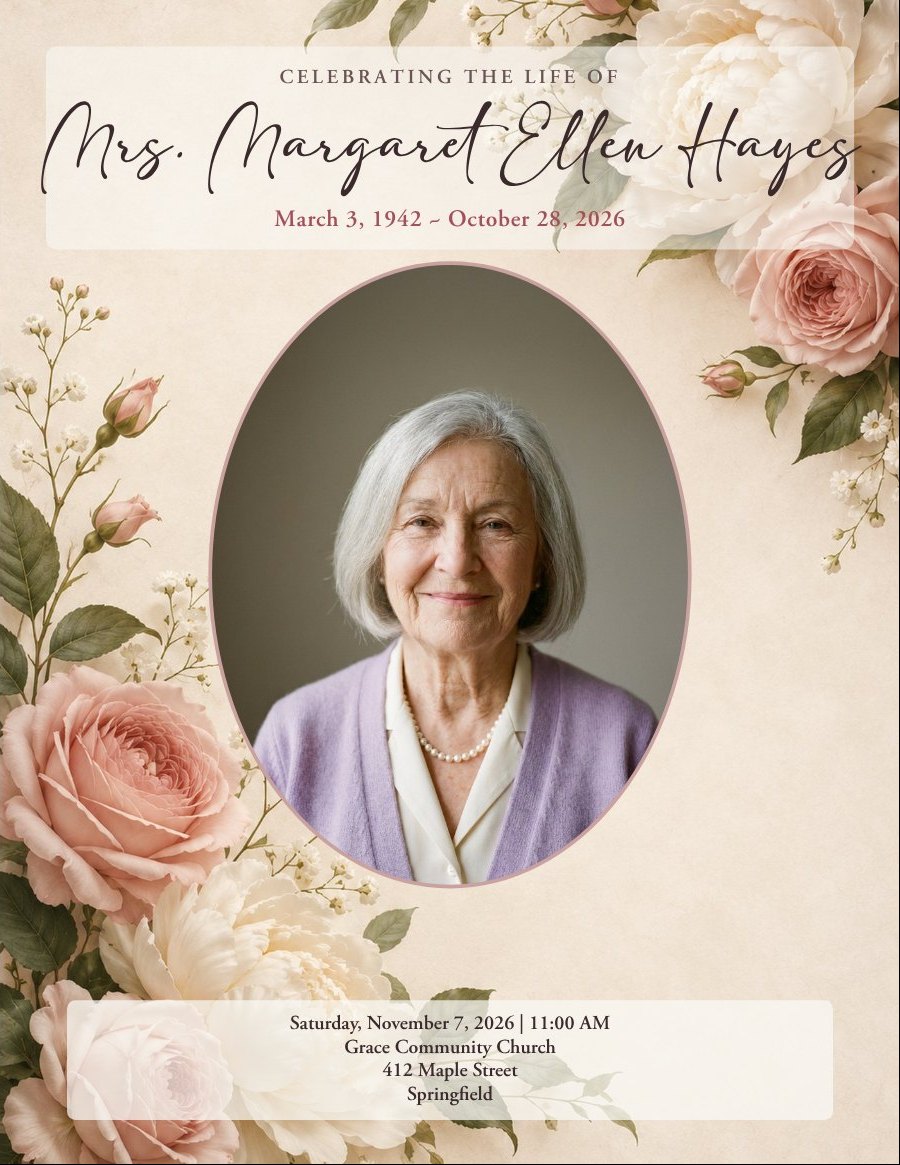 CELEBRATING THE LIFE OF
Mrs. Margaret Ellen Hayes
March 3, 1942 ~ October 28, 2026
Saturday, November 7, 2026 | 11:00 AM
Grace Community Church
412 Maple Street
Springfield